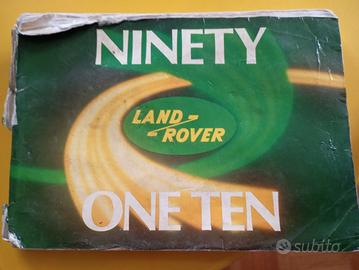 NINETY
LAND
ROVER
ONE TEN
subito